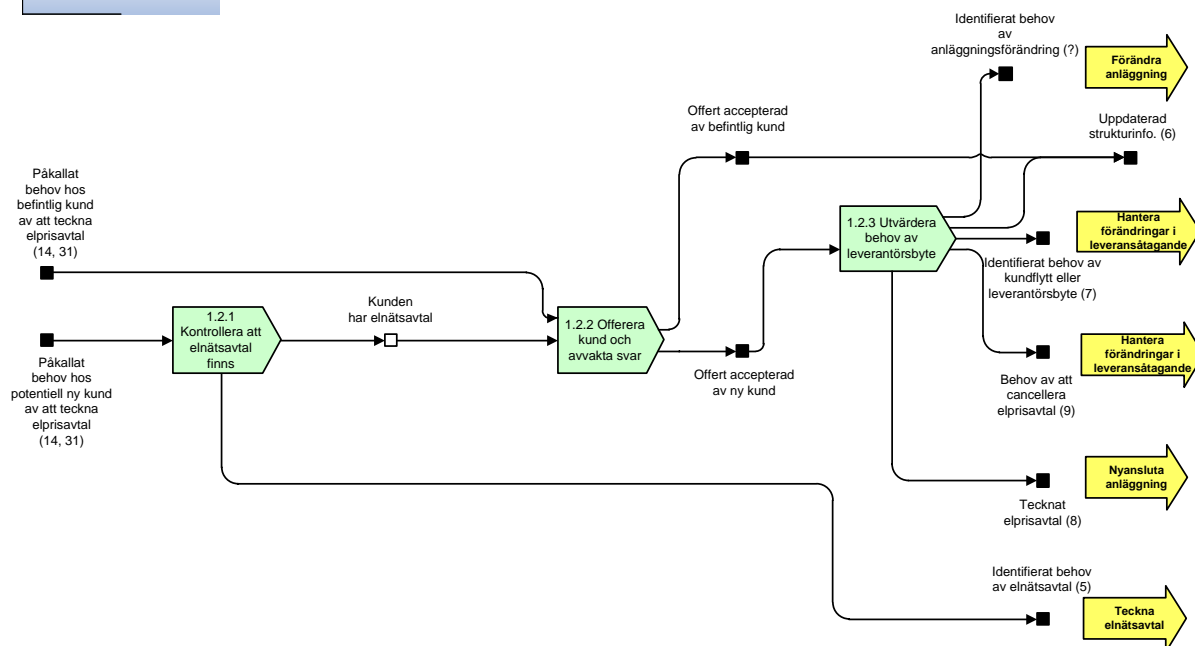 Identifierat behov
av
anläggningsförändring (?)
Förändra
anläggning
Offert accepterad
av befintlig kund
Uppdaterad
strukturinfo. (6)
Påkallat
behov hos
befintlig kund
av att teckna
elprisavtal
(14, 31)
1.2.3 Utvärdera
behov av
leverantörsbyte
Hantera
förändringar i
leveransåtagande
Identifierat behov av
kundflytt eller
leverantörsbyte (7)
Kunden
har elnätsavtal
1.2.1
Kontrollera att
elnätsavtal
finns
1.2.2 Offerera
kund och
avvakta svar
Hantera
förändringar i
leveransåtagande
Påkallat
behov hos
potentiell ny kund
av att teckna
elprisavtal
(14, 31)
Offert accepterad
av ny kund
Behov av att
cancellera
elprisavtal (9)
Nyansluta
anläggning
Tecknat
elprisavtal (8)
Identifierat behov
av elnätsavtal (5)
Teckna
elnätsavtal